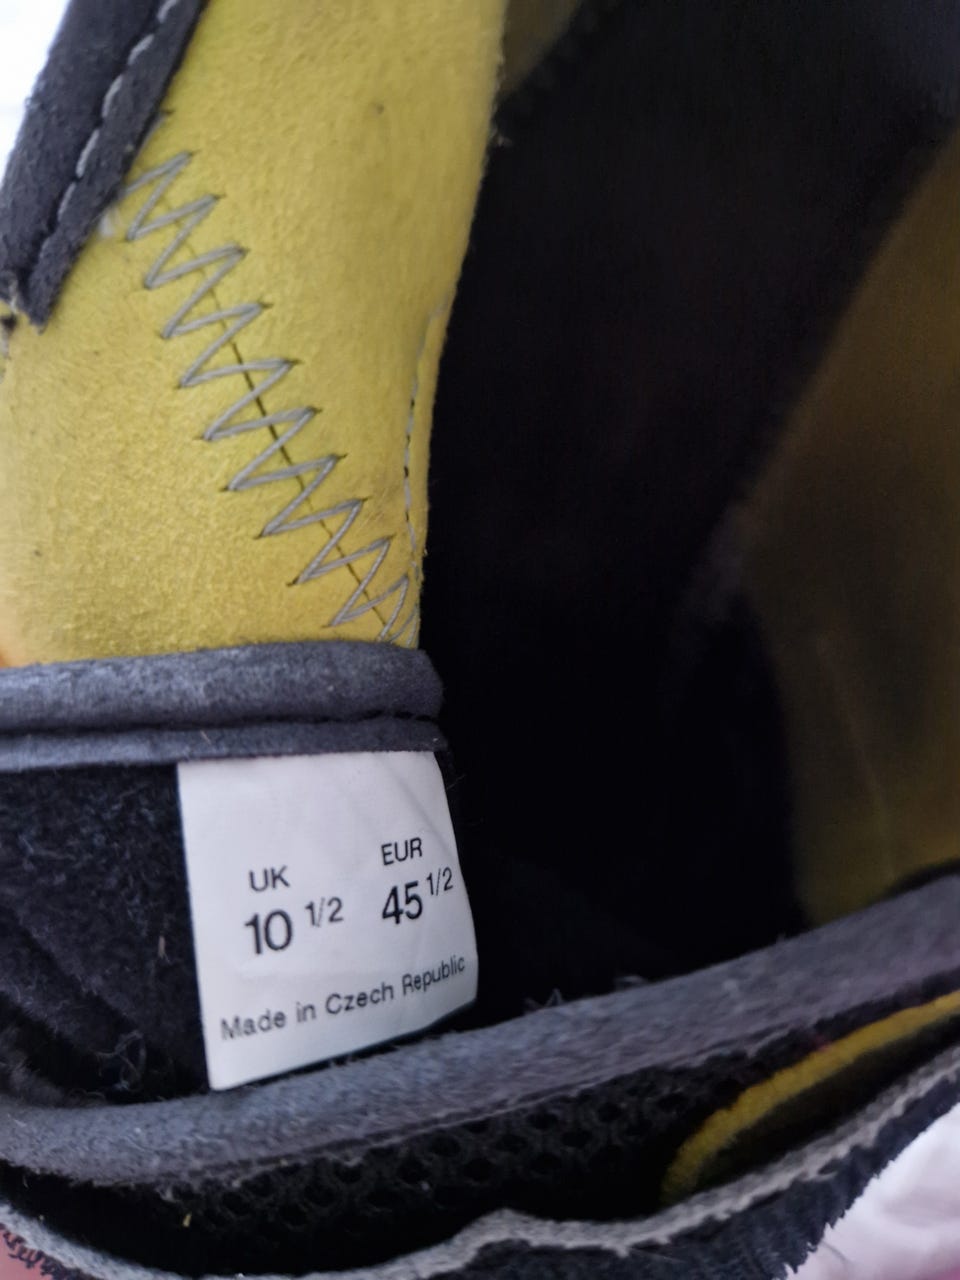 UK EUR
10 1/2 45 1/2
Made in Czech Republic